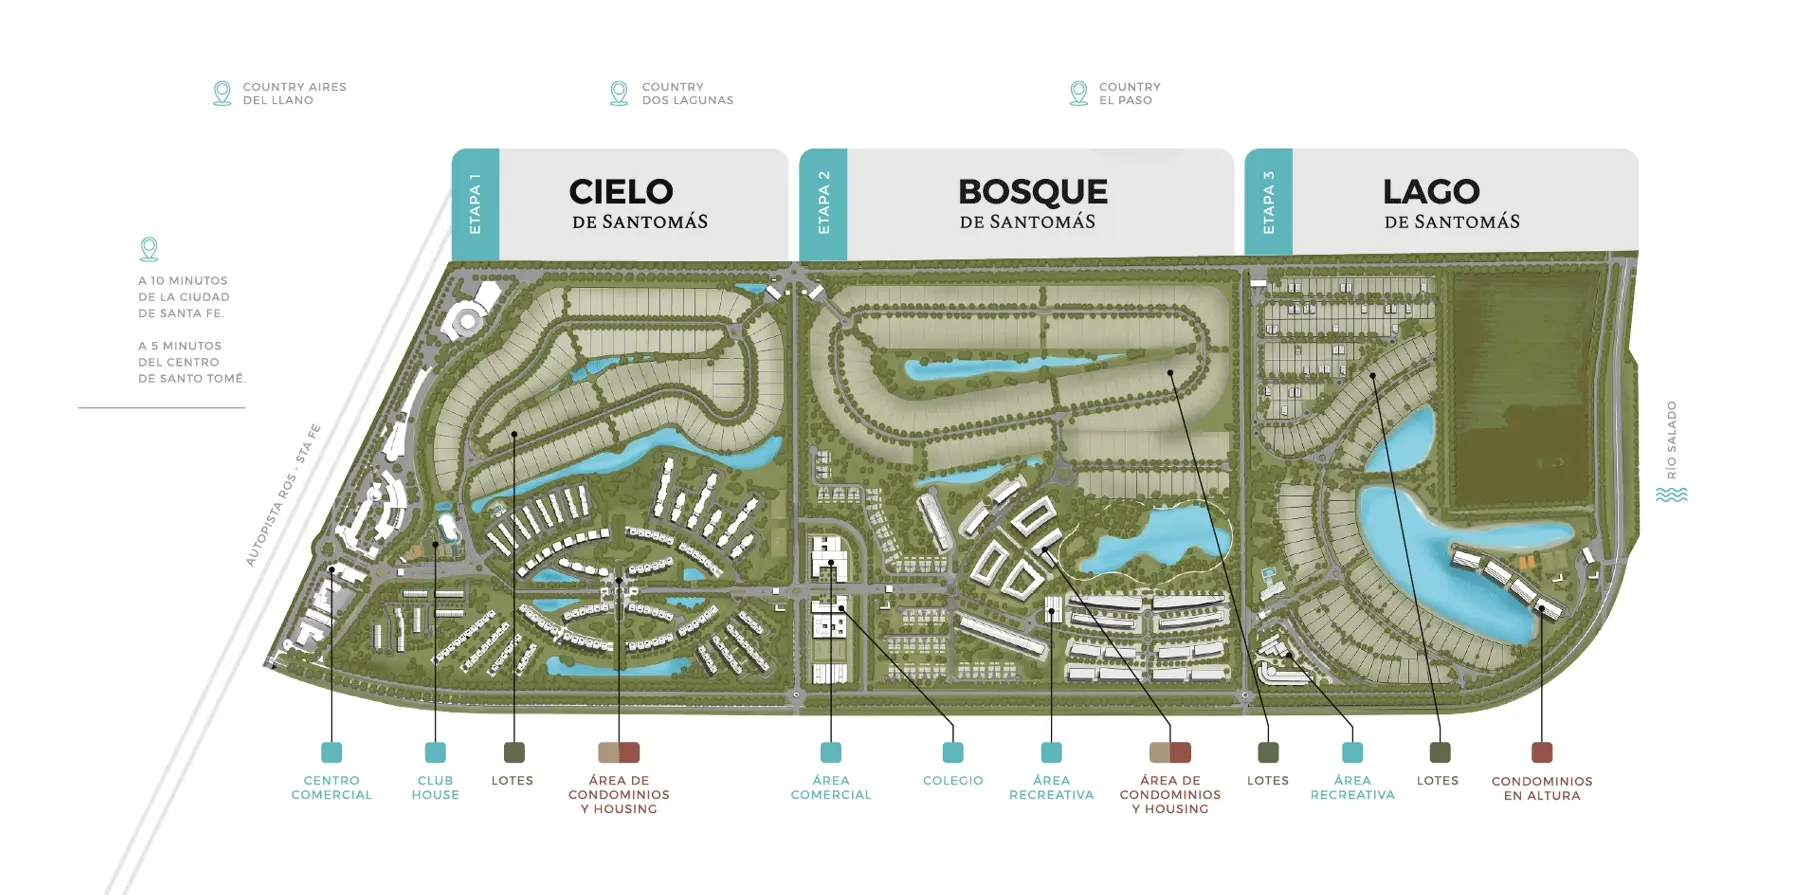 COUNTRY AIRES
DEL LLANO
COUNTRY
DOS LAGUNAS
COUNTRY
EL PASO
ETAPA 1
CIELO
DE SANTOMÁS
ETAPA 2
BOSQUE
DE SANTOMÁS
ETAPA 3
LAGO
DE SANTOMÁS
A 10 MINUTOS
DE LA CIUDAD
DE SANTA FE.
A 5 MINUTOS
DEL CENTRO
DE SANTO TOMÉ.
AUTOPISTA ROS - STA FE
RÍO SALADO
CENTRO
COMERCIAL
CLUB
HOUSE
LOTES
ÁREA DE
CONDOMINIOS
Y HOUSING
ÁREA
COMERCIAL
COLEGIO
ÁREA
RECREATIVA
ÁREA DE
CONDOMINIOS
Y HOUSING
LOTES
ÁREA
RECREATIVA
LOTES
CONDOMINIOS
EN ALTURA